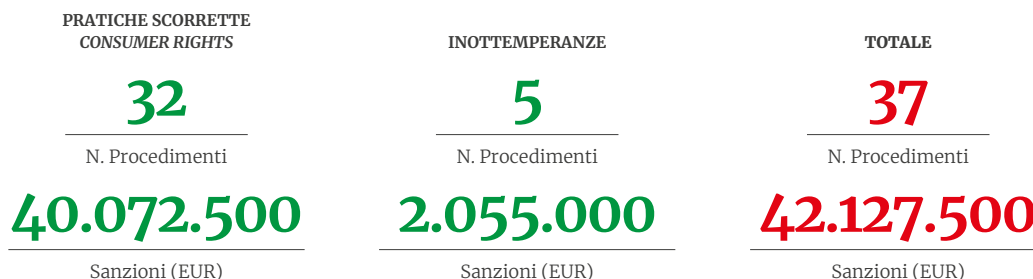 PRATICHE SCORRETTE
CONSUMER RIGHTS
32
N. Procedimenti
40.072.500
Sanzioni (EUR)
INOTTEMPERANZE
5
N. Procedimenti
2.055.000
Sanzioni (EUR)
TOTALE
37
N. Procedimenti
42.127.500
Sanzioni (EUR)